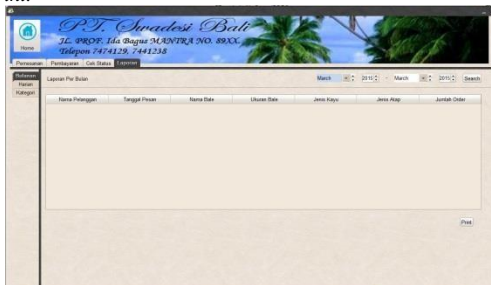 P.T. Swadesi Bali
JL. PROF. Ida Bagus MANTRA NO. 89XX,
Telepon 7474129, 7441238
Home
Pemesanan Pembayaran Cek Status Laporan
Bulanan
Harian
Kategori
Laporan Per Bulan
March 2010 - March 2010 Search
Nama Pelanggan Tanggal Pesan Nama Bale Ukuran Bale Jenis Kayu Jenis Atap Jumlah Order
Print